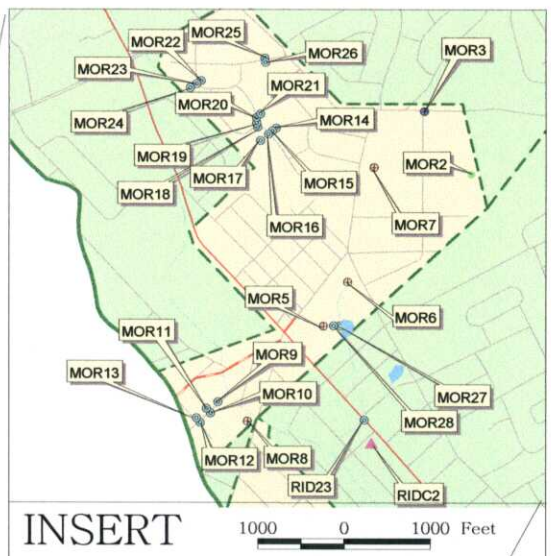 MOR25
MOR22
MOR26
MOR3
MOR23
MOR21
MOR20
MOR14
MOR24
MOR19
MOR2
MOR17
MOR15
MOR18
MOR7
MOR16
MOR5
MOR6
MOR11
MOR9
MOR13
MOR10
MOR27
MOR28
MOR12
MOR8
RID23
RIDC2
INSERT
1000 0 1000 Feet